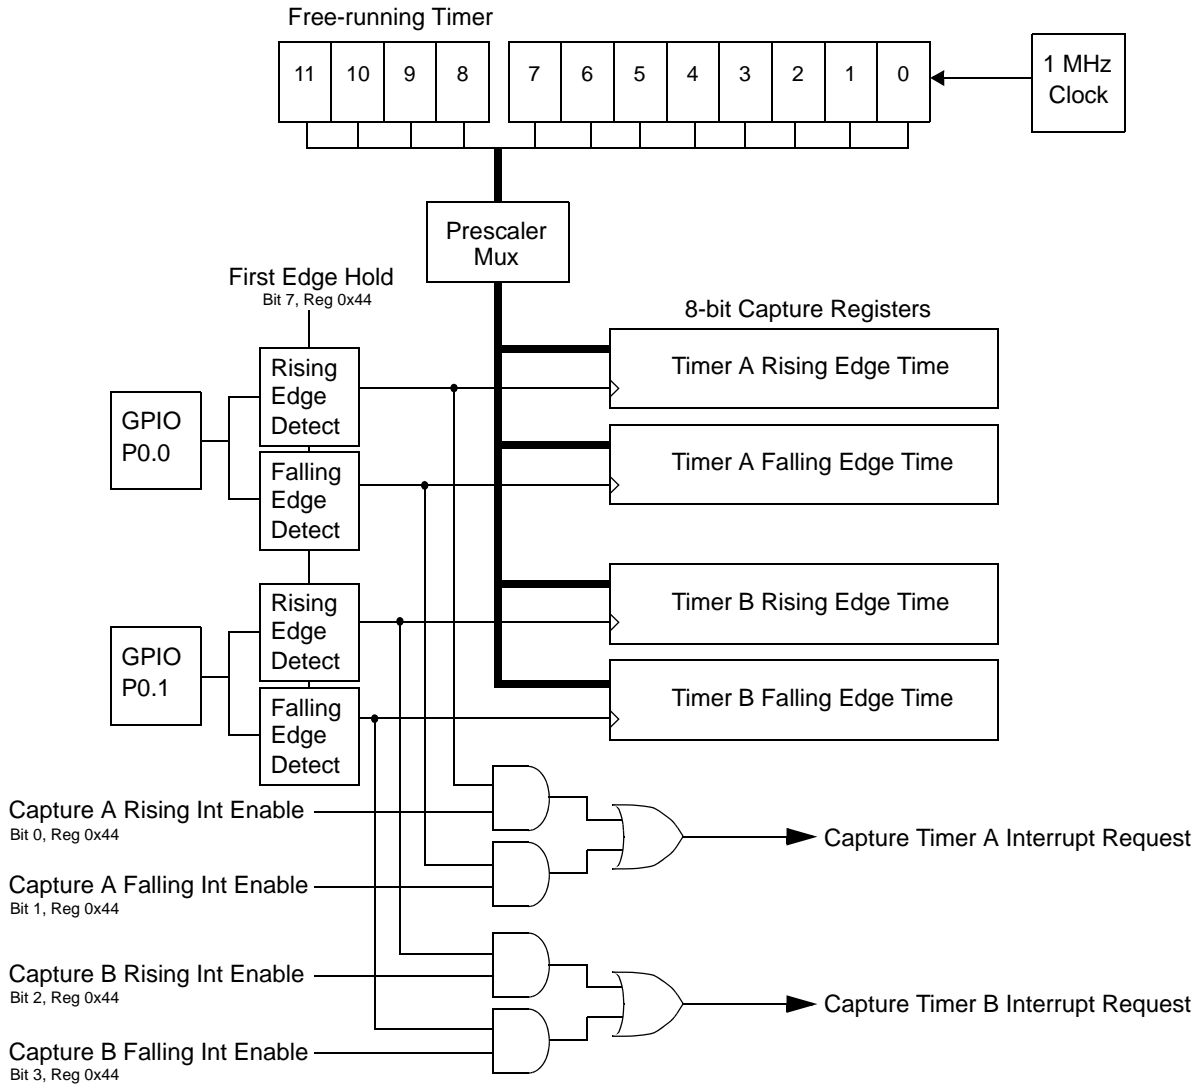 Free-running Timer
11 10 9 8 7 6 5 4 3 2 1 0
1 MHz
Clock
Prescaler
Mux
First Edge Hold
Bit 7, Reg 0x44
8-bit Capture Registers
Rising
Edge
Detect
Timer A Rising Edge Time
GPIO
P0.0
Falling
Edge
Detect
Timer A Falling Edge Time
Rising
Edge
Detect
Timer B Rising Edge Time
GPIO
P0.1
Falling
Edge
Detect
Timer B Falling Edge Time
Capture A Rising Int Enable
Bit 0, Reg 0x44
Capture Timer A Interrupt Request
Capture A Falling Int Enable
Bit 1, Reg 0x44
Capture B Rising Int Enable
Bit 2, Reg 0x44
Capture Timer B Interrupt Request
Capture B Falling Int Enable
Bit 3, Reg 0x44